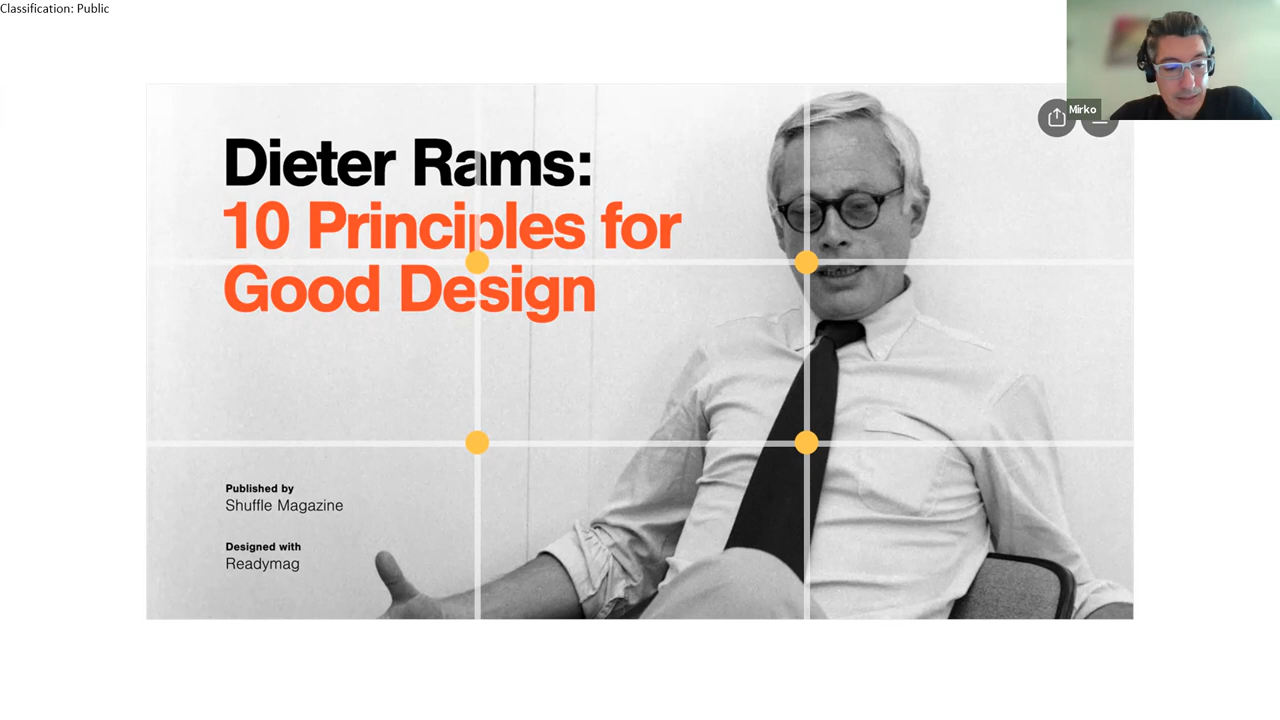 Classification: Public
Mirko
Dieter Rams:
10 Principles for
Good Design
Published by
Shuffle Magazine
Designed with
Readymag